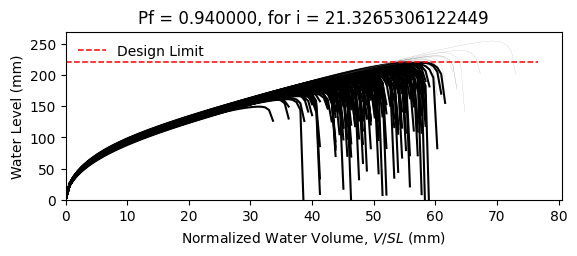 Pf = 0.940000, for i = 21.3265306122449
Design Limit
Water Level (mm)
250
200
150
100
50
0
0 10 20 30 40 50 60 70 80
Normalized Water Volume, V/SL (mm)